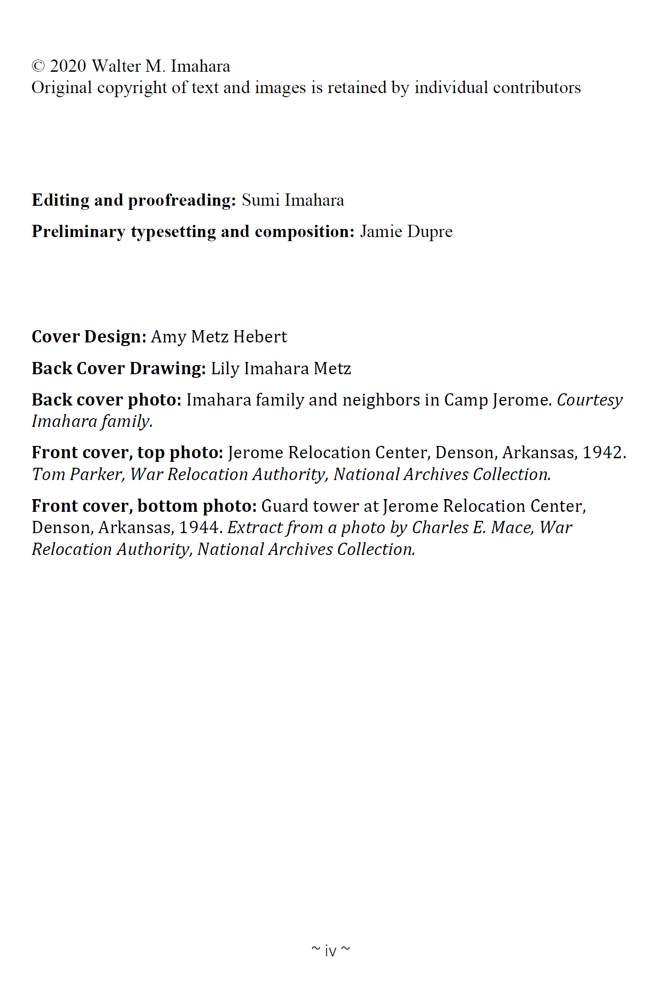 © 2020 Walter M. Imahara
Original copyright of text and images is retained by individual contributors
Editing and proofreading: Sumi Imahara
Preliminary typesetting and composition: Jamie Dupre
Cover Design: Amy Metz Hebert
Back Cover Drawing: Lily Imahara Metz
Back cover photo: Imahara family and neighbors in Camp Jerome. Courtesy
Imahara family.
Front cover, top photo: Jerome Relocation Center, Denson, Arkansas, 1942.
Tom Parker, War Relocation Authority, National Archives Collection.
Front cover, bottom photo: Guard tower at Jerome Relocation Center,
Denson, Arkansas, 1944. Extract from a photo by Charles E. Mace, War
Relocation Authority, National Archives Collection.
~ iv ~